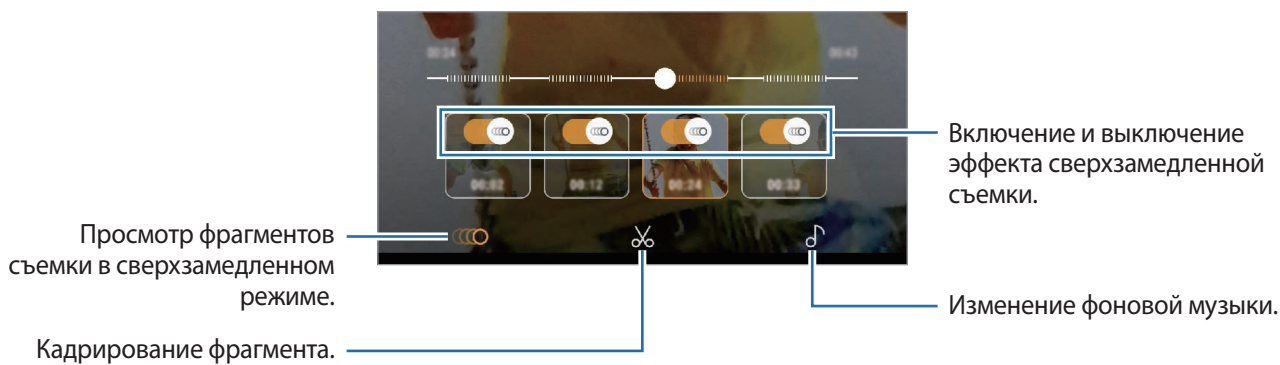 00:24
00:43
00:02
00:12
00:24
00:33
Включение и выключение
эффекта сверхзамедленной
съемки.
Просмотр фрагментов
съемки в сверхзамедленном
режиме.
Изменение фоновой музыки.
Кадрирование фрагмента.